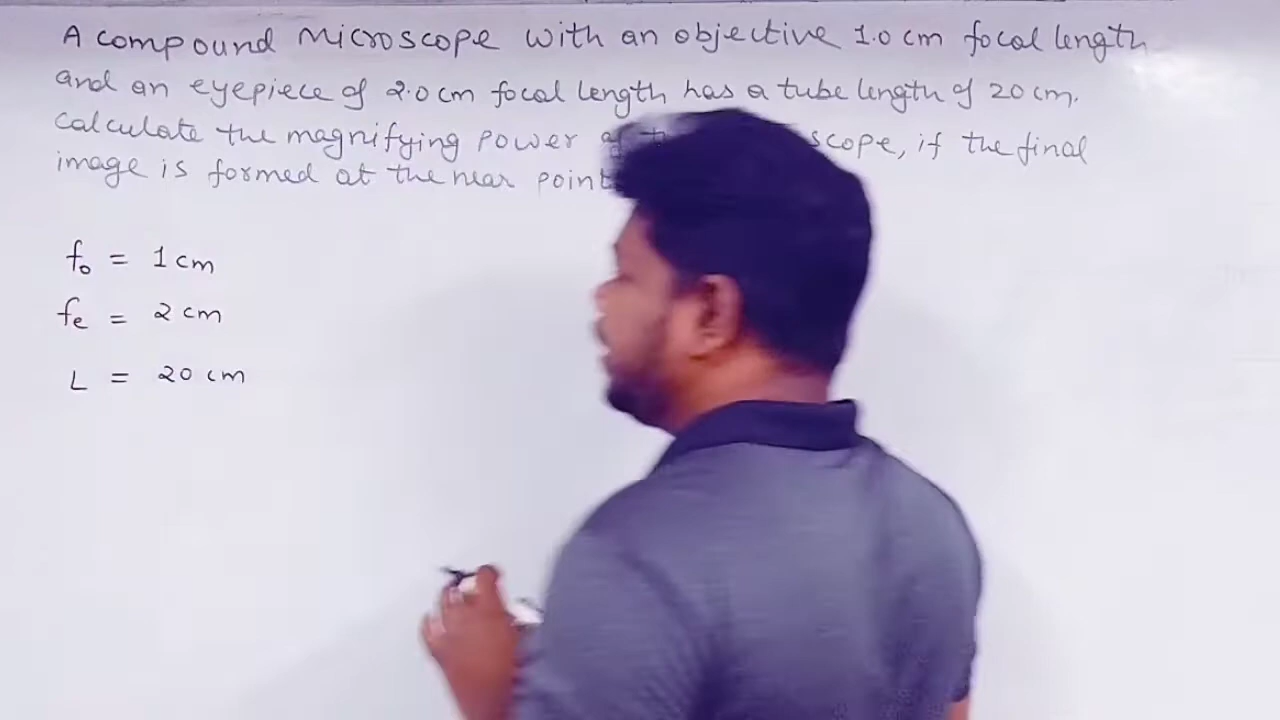 A compound microscope with an objective 1.0 cm focal length
and an eyepiece of 2.0 cm focal length has a tube length of 20 cm.
calculate the magnifying power of scope, if the final
image is formed at the near point
fo = 1 cm
fe = 2 cm
L = 20 cm